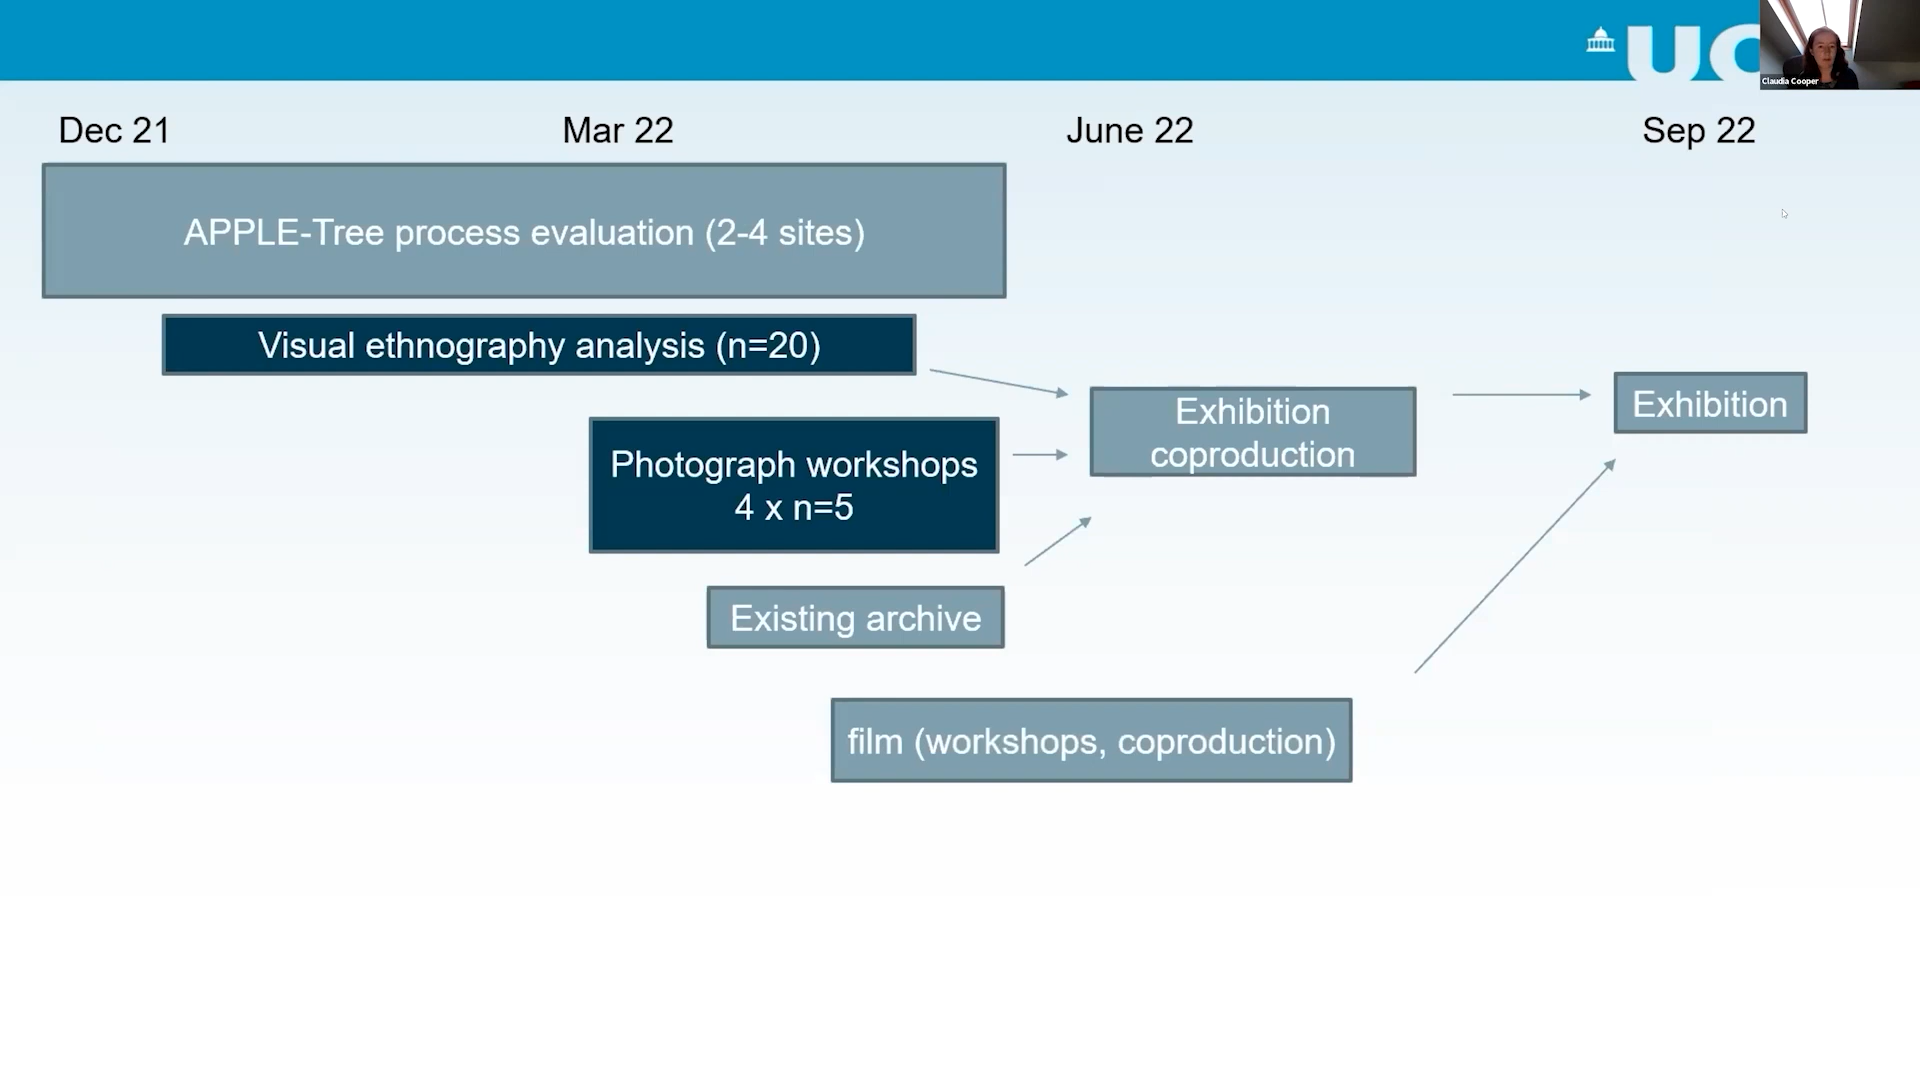 UC
Claudia Cooper
Dec 21
Mar 22
June 22
Sep 22
APPLE-Tree process evaluation (2-4 sites)
Visual ethnography analysis (n=20)
Exhibition
coproduction
Exhibition
Photograph workshops
4 x n=5
Existing archive
film (workshops, coproduction)